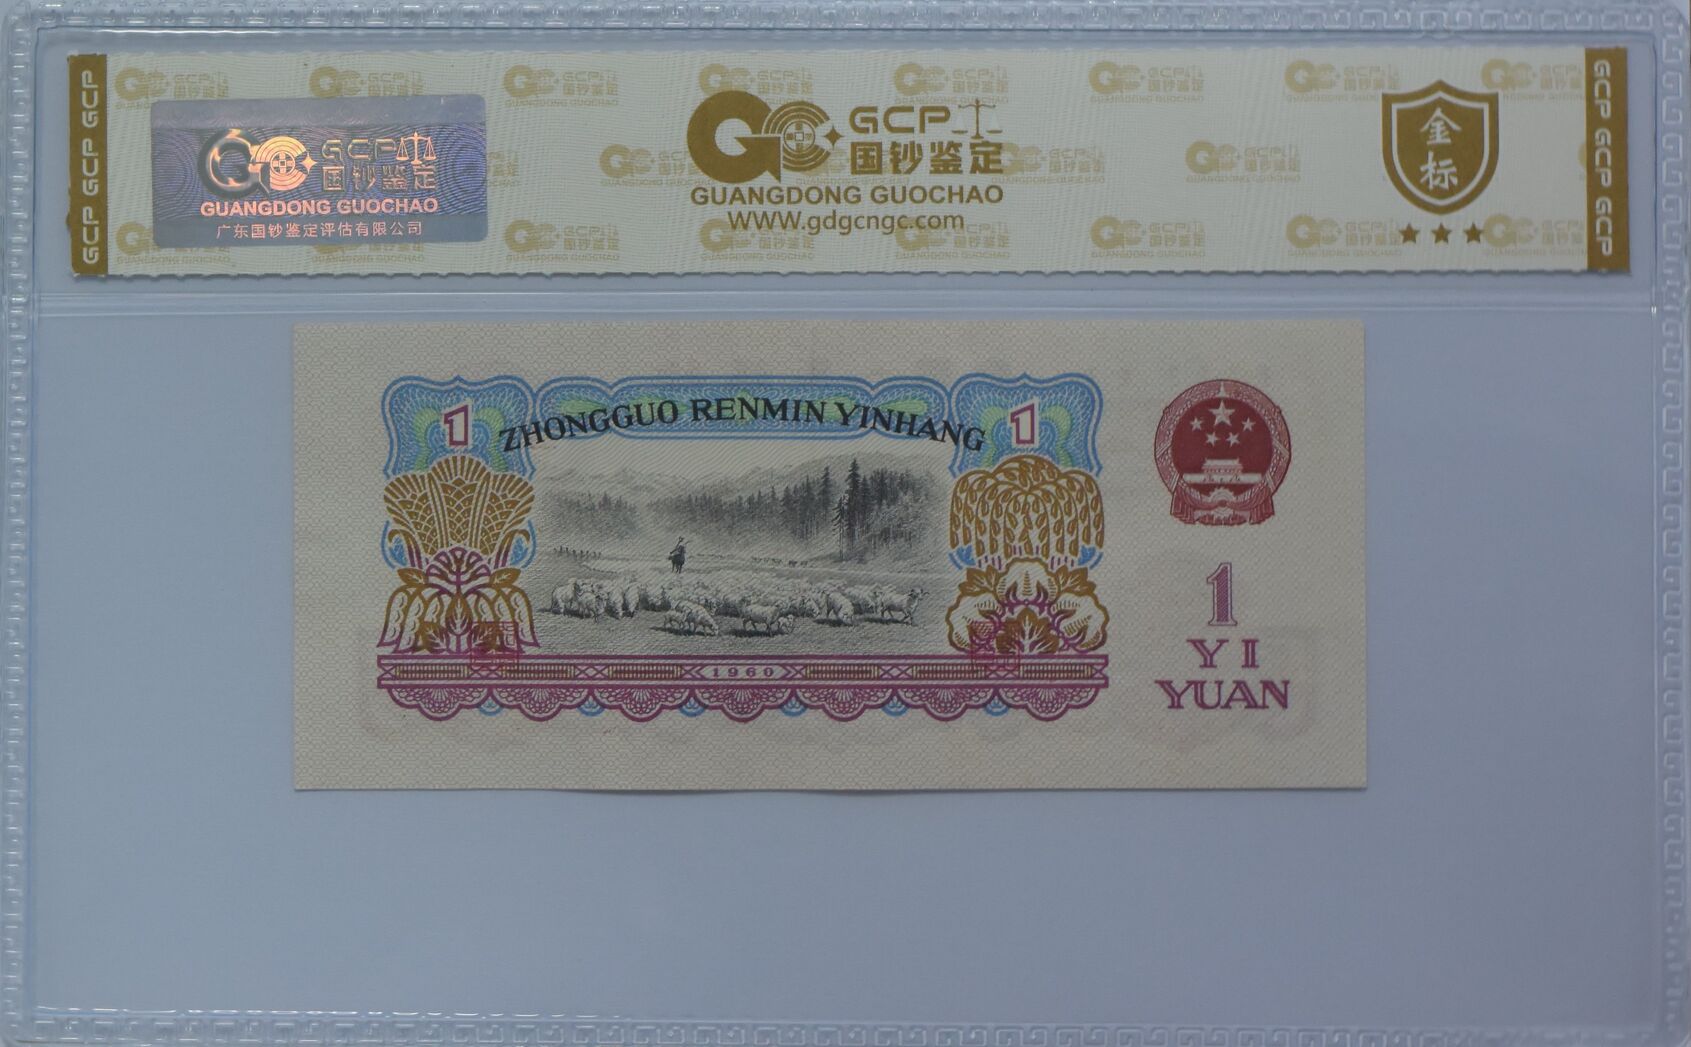 GCP GCP
GCP
国钞鉴定
GUANGDONG GUOCHAO
广东国钞鉴定评估有限公司
GCP
国钞鉴定
GUANGDONG GUOCHAO
WWW.gdgcngc.com
金标
GCP GCP
1
ZHONGGUO RENMIN YINHANG
1
1960
1
YI
YUAN